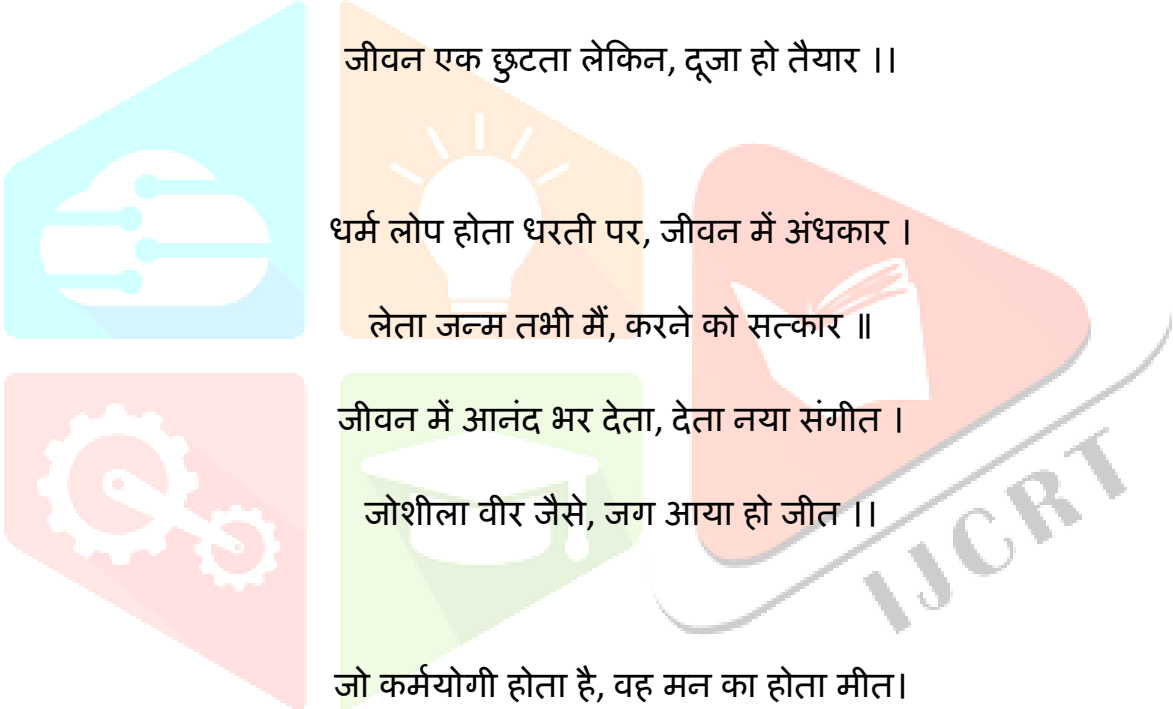 जीवन एक छुटता लेकिन, दूजा हो तैयार ।।
धर्म लोप होता धरती पर, जीवन में अंधकार ।
लेता जन्म तभी मैं, करने को सत्कार ॥
जीवन में आनंद भर देता, देता नया संगीत ।
जोशीला वीर जैसे, जग आया हो जीत ।।
IJCRT
जो कर्मयोगी होता है, वह मन का होता मीत।